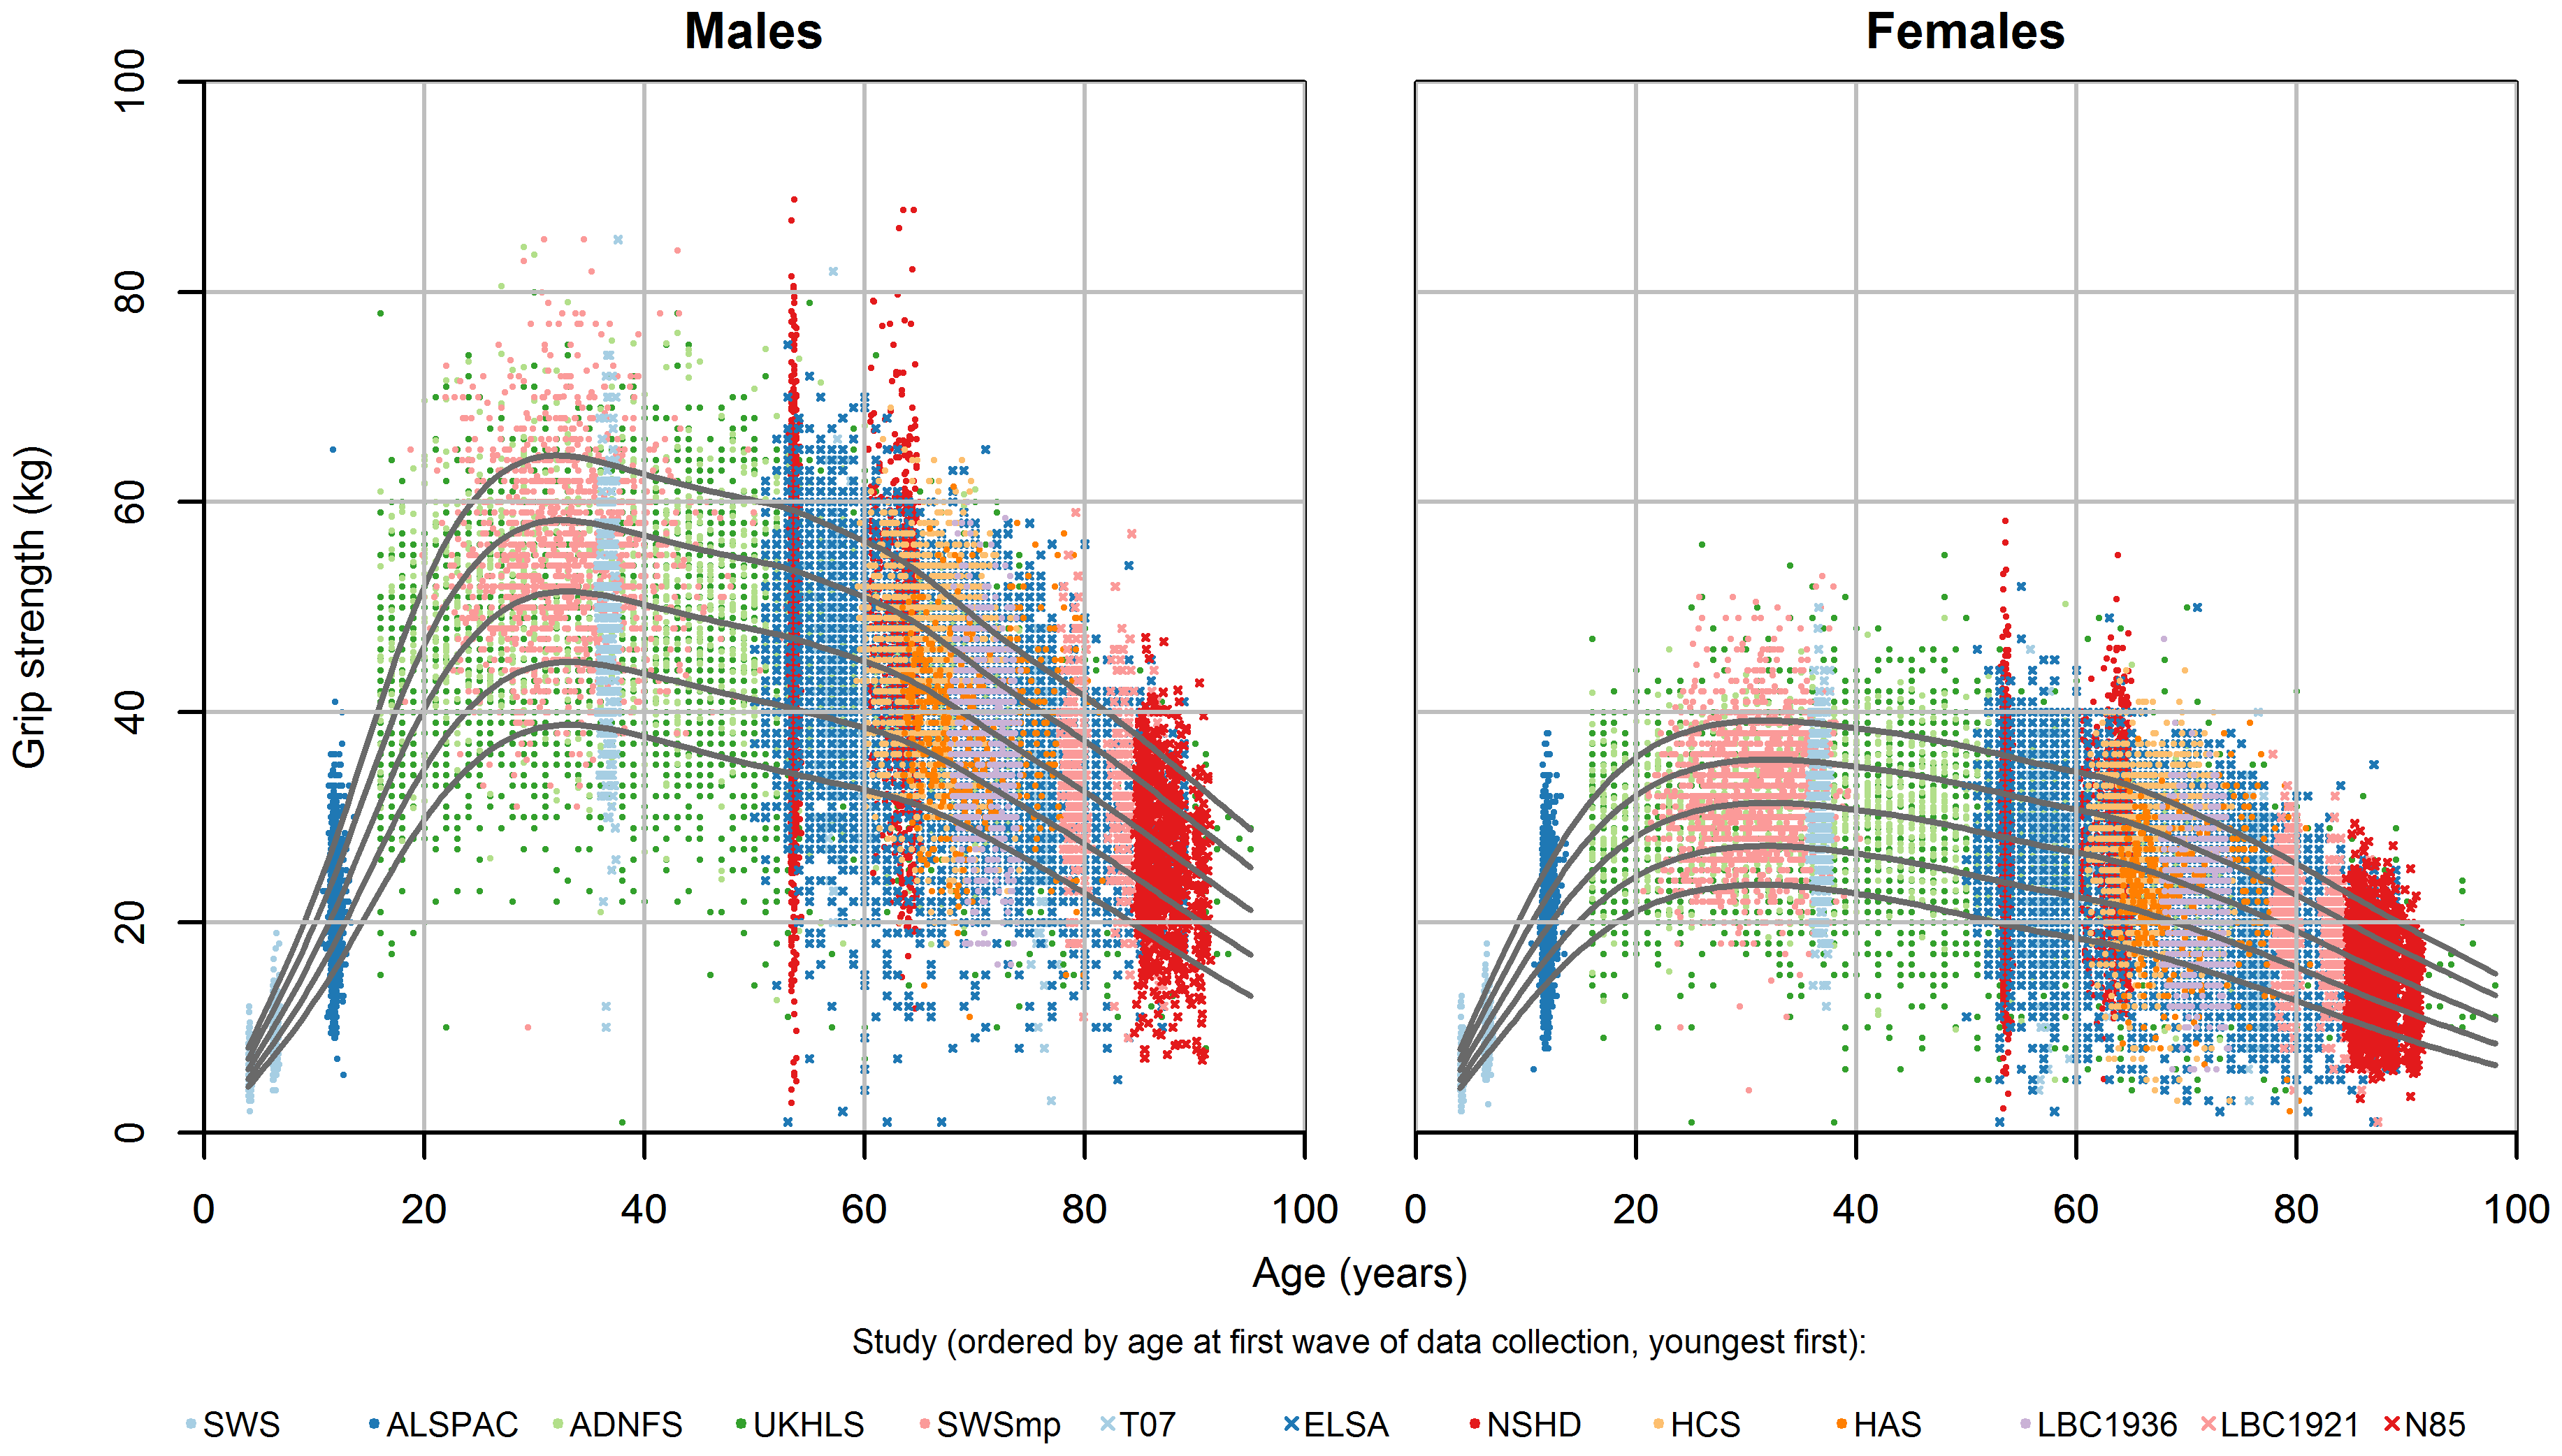 Males Females
100
80
60
40
20
0
Grip strength (kg)
0 20 40 60 80 100 0 20 40 60 80 100
Age (years)
Study (ordered by age at first wave of data collection, youngest first):
SWS ALSPAC ADNFS UKHLS SWSmp T07 ELSA NSHD HCS HAS LBC1936 LBC1921 N85